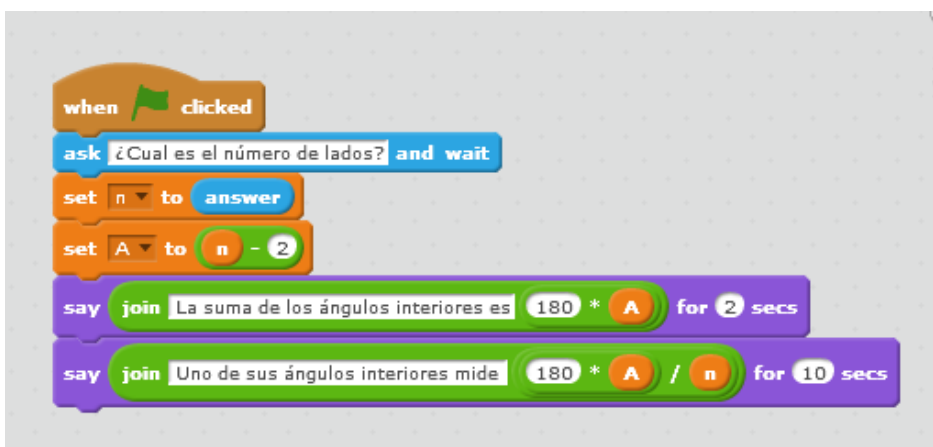 when clicked
ask ¿Cual es el número de lados? and wait
set n to answer
set A to n - 2
say join La suma de los ángulos interiores es 180 * A for 2 secs
say join Uno de sus ángulos interiores mide 180 * A / n for 10 secs